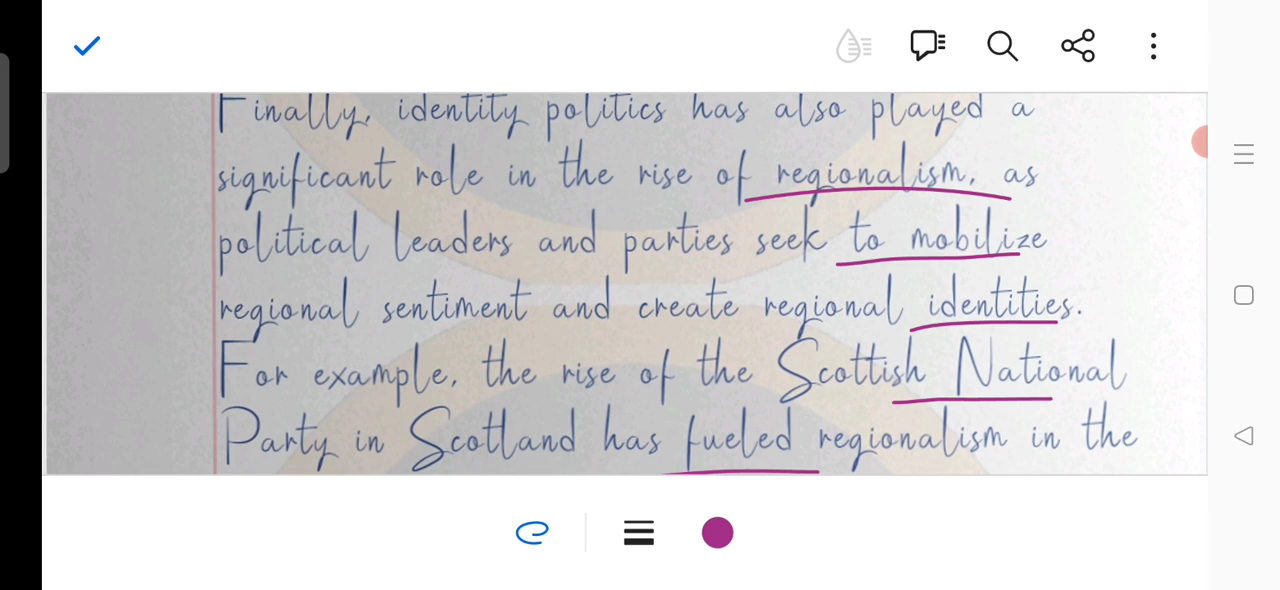 Finally, identity politics has also played a
significant role in the rise of regionalism, as
political leaders and parties seek to mobilize
regional sentiment and create regional identities.
For example, the rise of the Scottish National
Party in Scotland has fueled regionalism in the